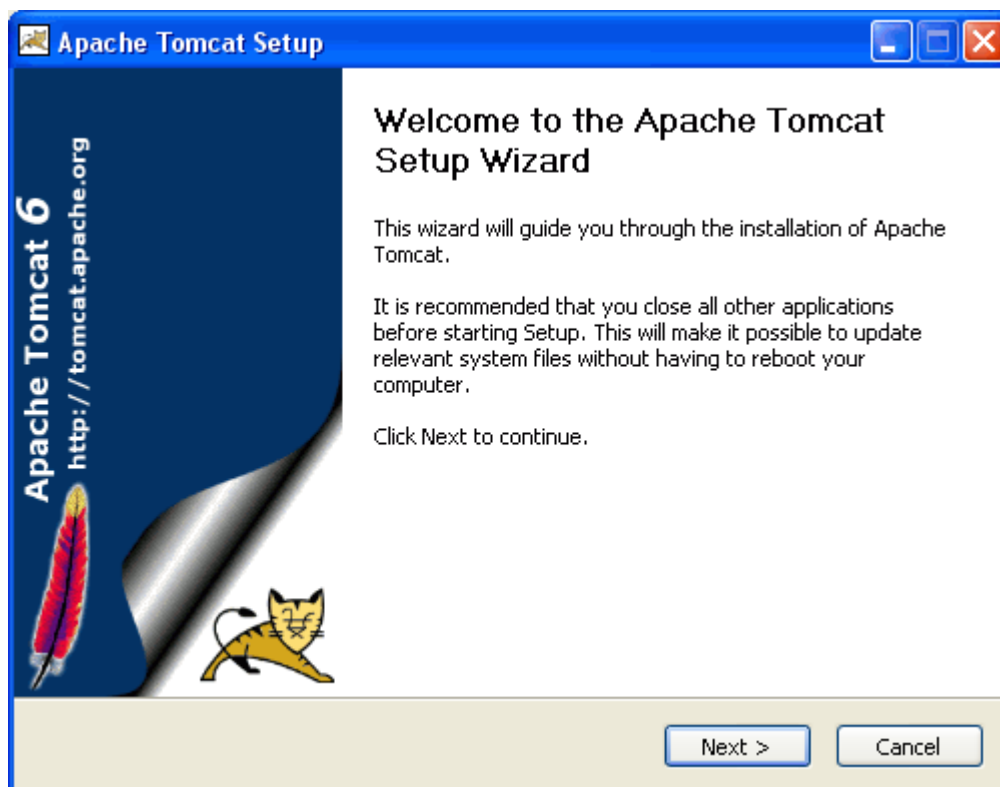 Apache Tomcat Setup
Apache Tomcat 6
http://tomcat.apache.org
Welcome to the Apache Tomcat
Setup Wizard
This wizard will guide you through the installation of Apache
Tomcat.
It is recommended that you close all other applications
before starting Setup. This will make it possible to update
relevant system files without having to reboot your
computer.
Click Next to continue.
Next >
Cancel